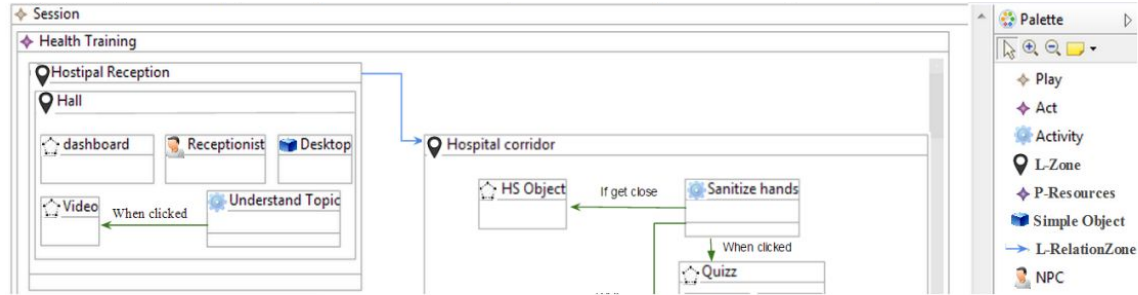 Session
Health Training
Hostipal Reception
Hall
dashboard
Receptionist
Desktop
Video
When clicked
Understand Topic
Hospital corridor
HS Object
If get close
Sanitize hands
When clicked
Quizz
Palette
Play
Act
Activity
L-Zone
P-Resources
Simple Object
L-RelationZone
NPC